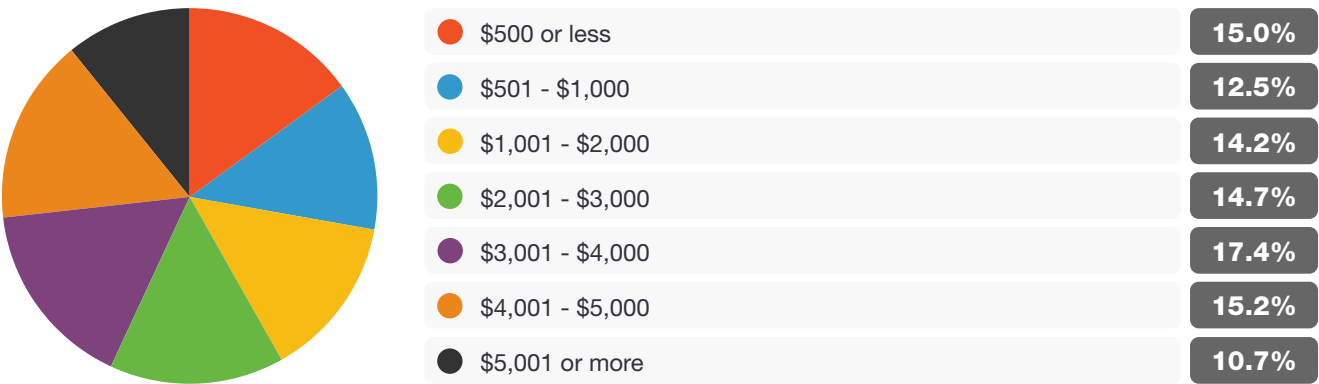 $500 or less 15.0%
$501 - $1,000 12.5%
$1,001 - $2,000 14.2%
$2,001 - $3,000 14.7%
$3,001 - $4,000 17.4%
$4,001 - $5,000 15.2%
$5,001 or more 10.7%